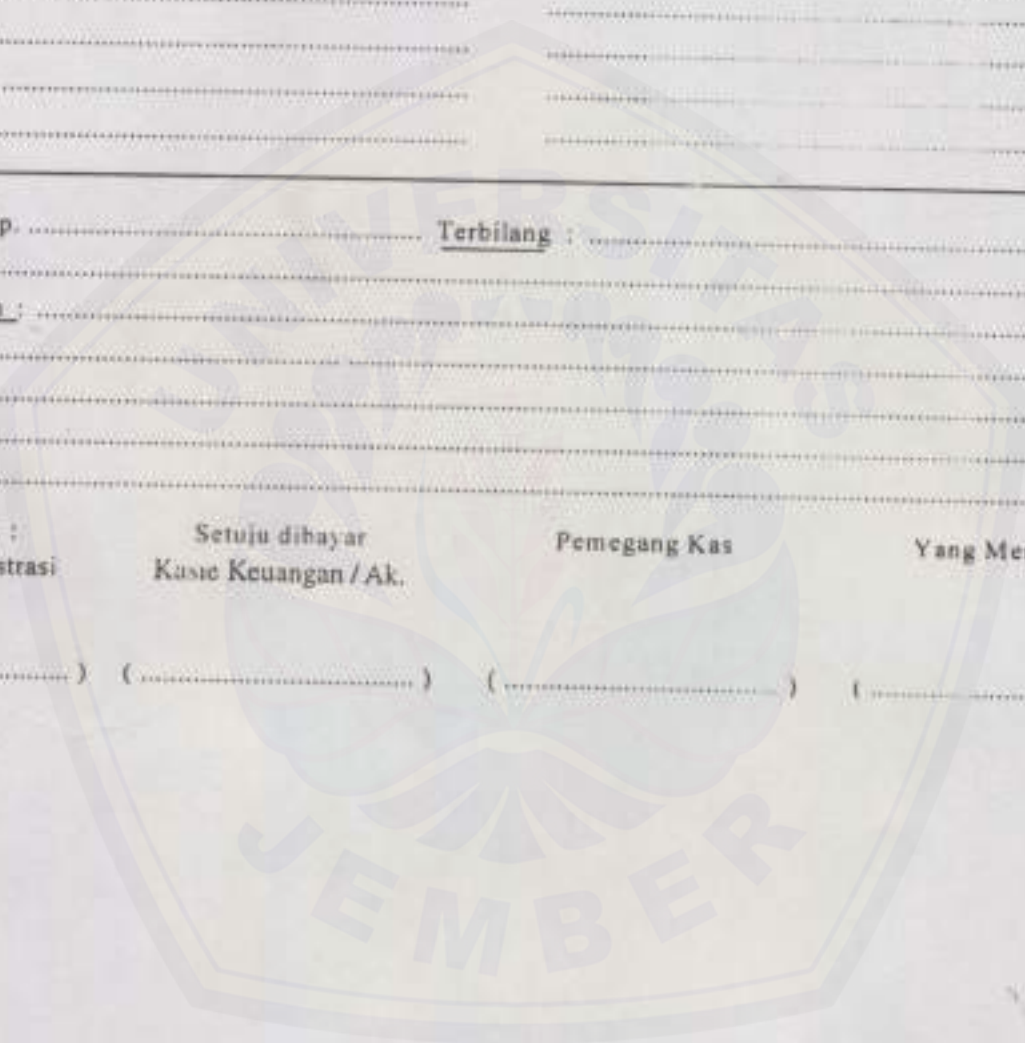 p. .................... Terbilang : ....................
: ....................
: Setuju dibayar Pemegang Kas Yang Me
strasi Kasie Keuangan / Ak.
.......... ) ( .................... ) ( .................... ) ( ..........
UNIVERSITAS
JEMBER